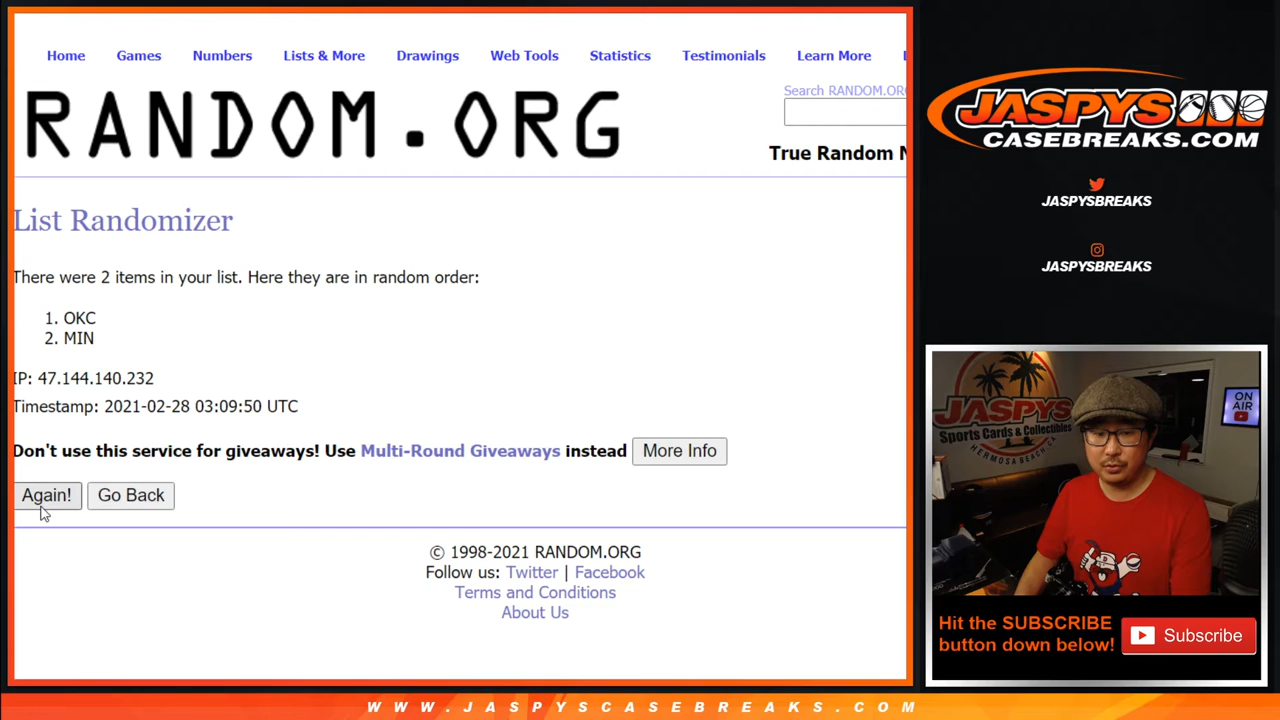 Home Games Numbers Lists & More Drawings Web Tools Statistics Testimonials Learn More
RANDOM.ORG
Search RANDOM.ORG
True Random N
List Randomizer
There were 2 items in your list. Here they are in random order:
1. OKC
2. MIN
IP: 47.144.140.232
Timestamp: 2021-02-28 03:09:50 UTC
Don't use this service for giveaways! Use Multi-Round Giveaways instead More Info
Again! Go Back
© 1998-2021 RANDOM.ORG
Follow us: Twitter | Facebook
Terms and Conditions
About Us
JASPYS
CASEBREAKS.COM
JASPYSBREAKS
JASPYSBREAKS
JASPYS
Sports Cards & Collectibles
HERMOSA BEACH, CA
ON
AIR
Hit the SUBSCRIBE
button down below!
Subscribe
WWW.JASPYSCASEBREAKS.COM